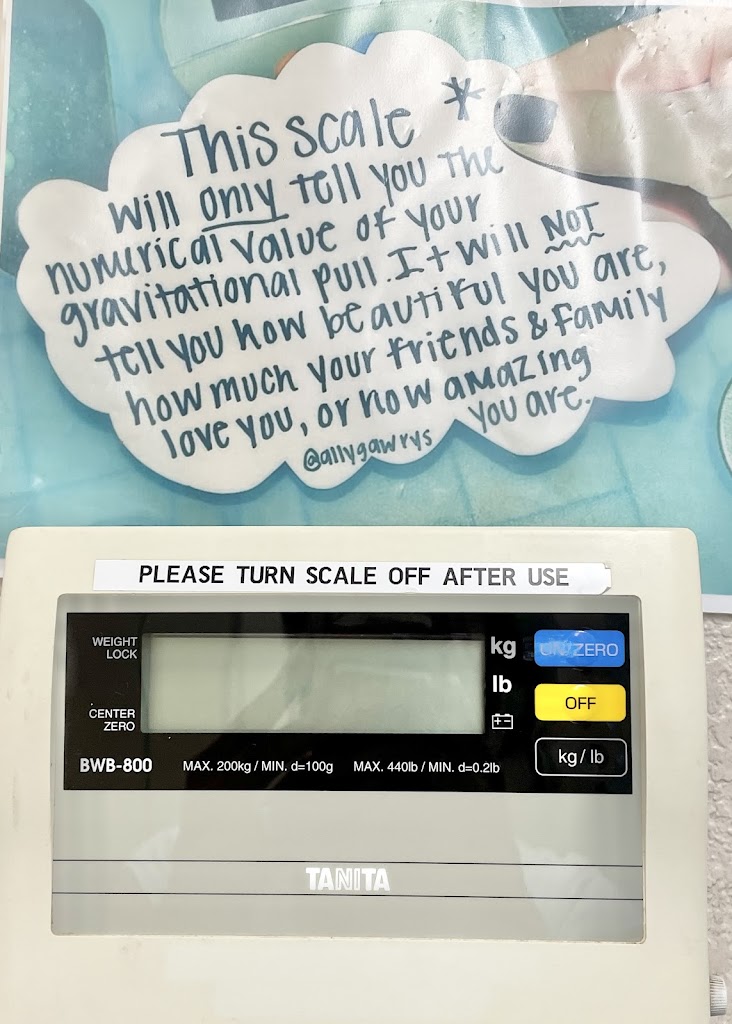 This scale *
will only tell you the
numerical value of your
gravitational pull. It will NOT
tell you how beautiful you are,
how much your friends & family
love you, or how amazing
you are.
@allygawrys
PLEASE TURN SCALE OFF AFTER USE
WEIGHT
LOCK
kg
ON/ZERO
lb
OFF
CENTER
ZERO
kg/lb
BWB-800
MAX. 200kg / MIN. d=100g
MAX. 440lb / MIN. d=0.2lb
TANITA